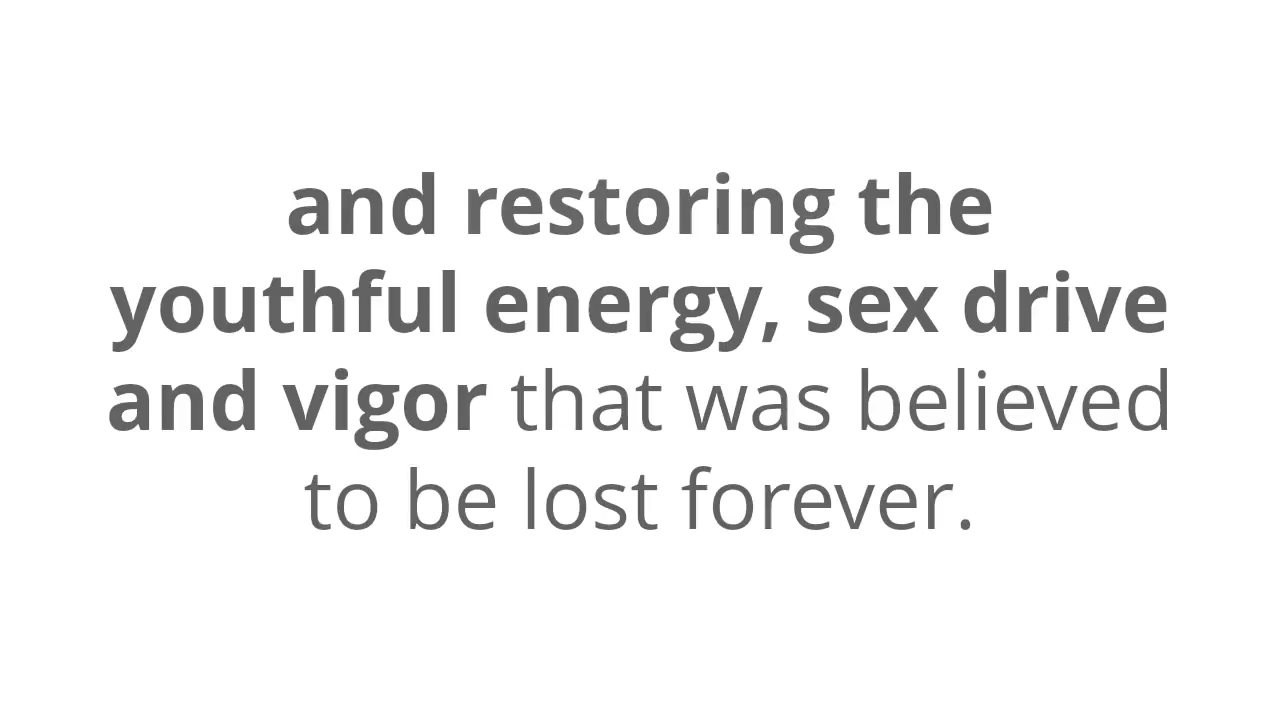 and restoring the
youthful energy, sex drive
and vigor that was believed
to be lost forever.